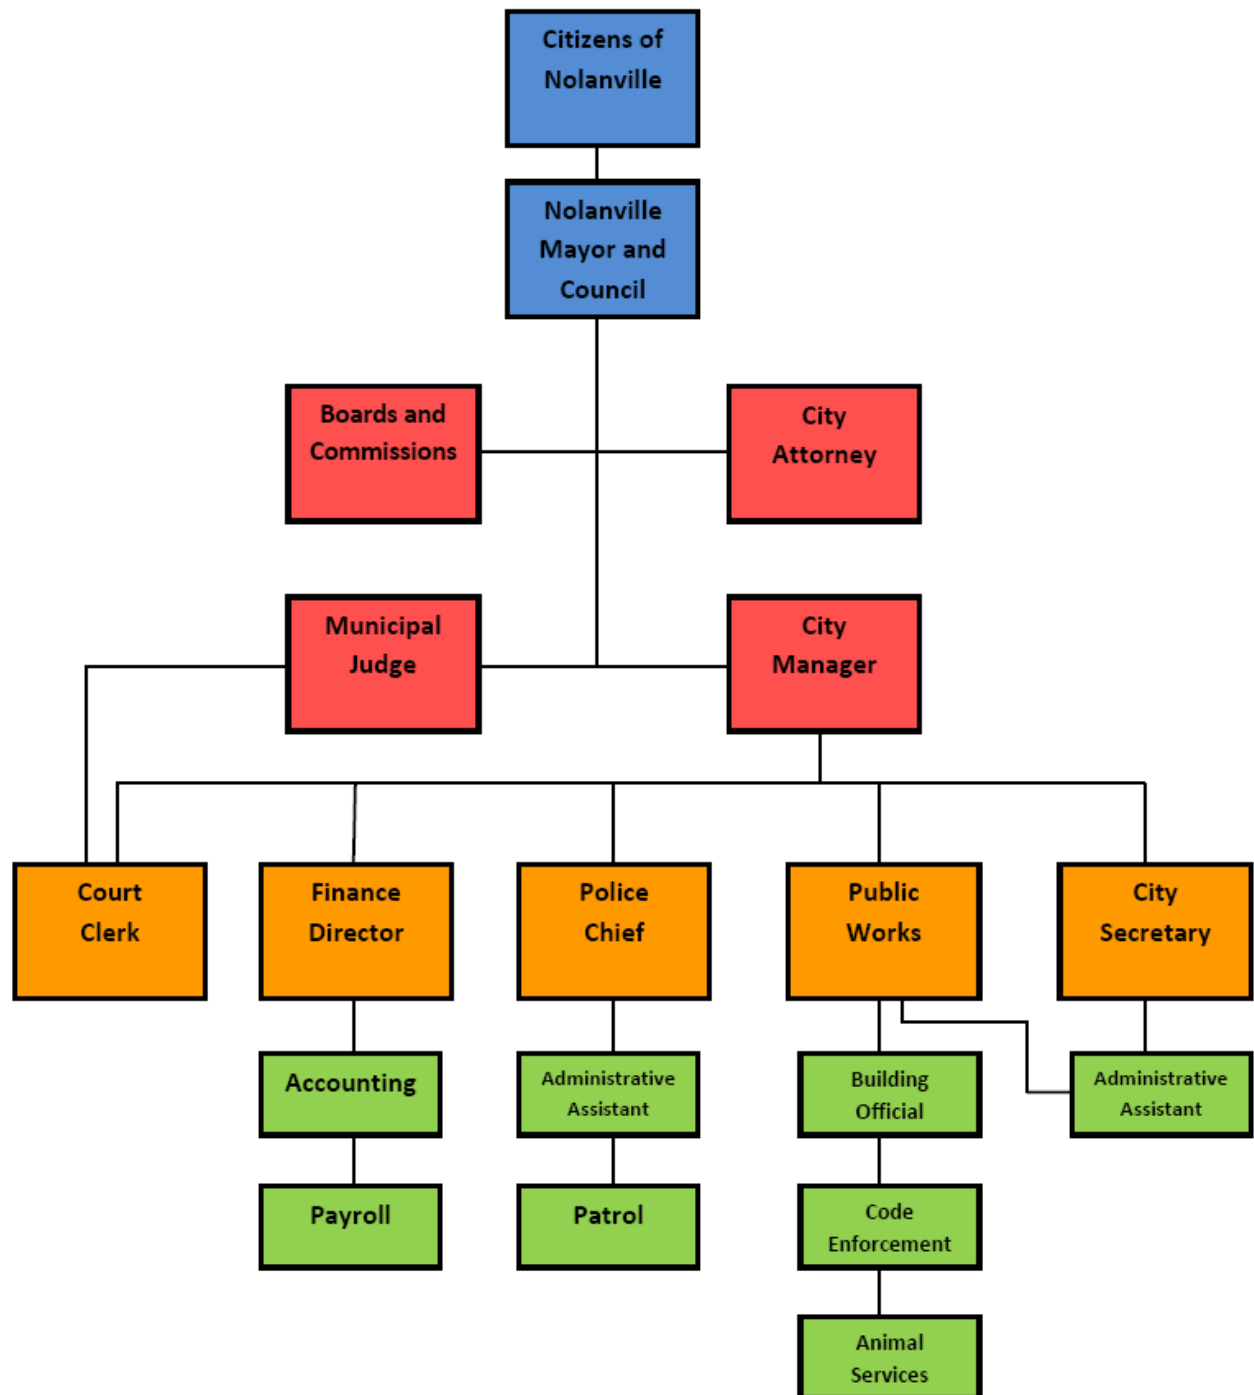 Citizens of
Nolanville
Nolanville
Mayor and
Council
Boards and
Commissions
City
Attorney
Municipal
Judge
City
Manager
Court
Clerk
Finance
Director
Police
Chief
Public
Works
City
Secretary
Accounting
Administrative
Assistant
Building
Official
Administrative
Assistant
Payroll
Patrol
Code
Enforcement
Animal
Services